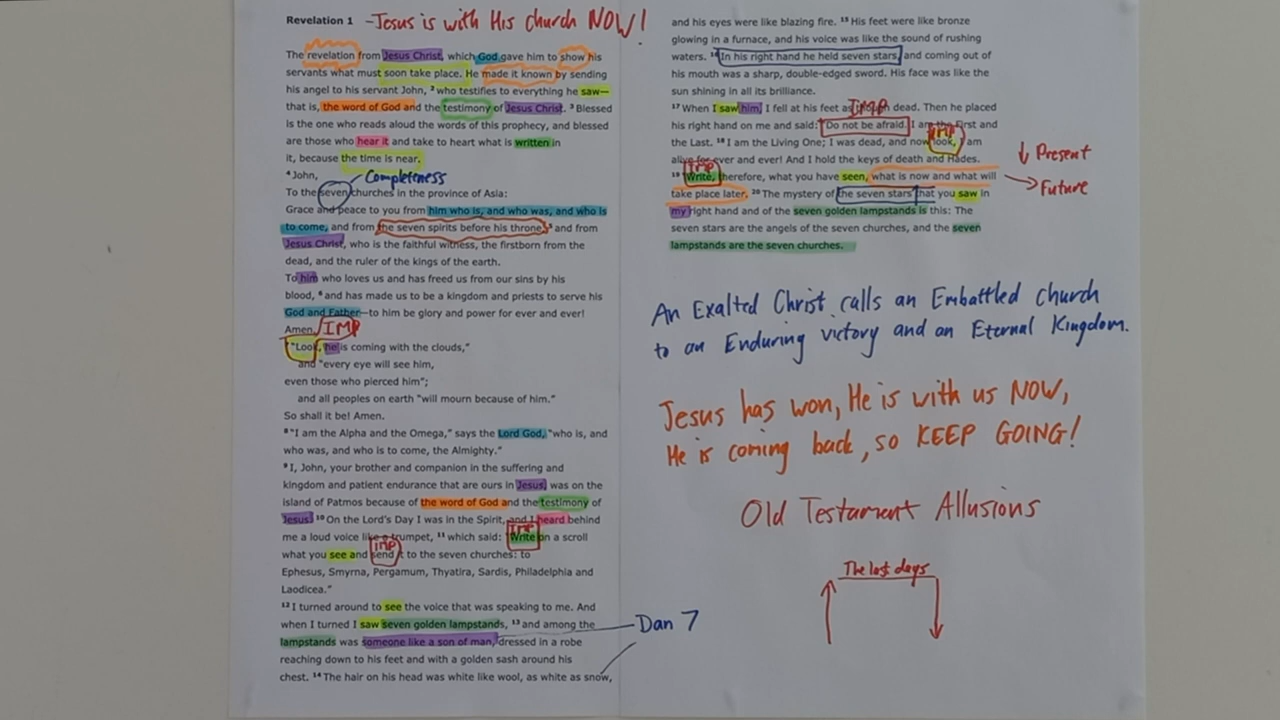 Revelation 1 - Jesus is with His church NOW!
The revelation from Jesus Christ, which God gave him to show his
servants what must soon take place. He made it known by sending
his angel to his servant John, 2 who testifies to everything he saw—
that is, the word of God and the testimony of Jesus Christ. 3 Blessed
is the one who reads aloud the words of this prophecy, and blessed
are those who hear it and take to heart what is written in
it, because the time is near.
4 John,
Completeness
To the seven churches in the province of Asia:
Grace and peace to you from him who is, and who was, and who is
to come, and from the seven spirits before his throne, 5 and from
Jesus Christ, who is the faithful witness, the firstborn from the
dead, and the ruler of the kings of the earth.
To him who loves us and has freed us from our sins by his
blood, 6 and has made us to be a kingdom and priests to serve his
God and Father—to him be glory and power for ever and ever!
Amen. IMP
7 "Look, he is coming with the clouds,"
and "every eye will see him,
even those who pierced him";
and all peoples on earth "will mourn because of him."
So shall it be! Amen.
8 "I am the Alpha and the Omega," says the Lord God, "who is, and
who was, and who is to come, the Almighty."
9 I, John, your brother and companion in the suffering and
kingdom and patient endurance that are ours in Jesus, was on the
island of Patmos because of the word of God and the testimony of
Jesus. 10 On the Lord's Day I was in the Spirit, and I heard behind
IMP
me a loud voice like a trumpet, 11 which said: "Write on a scroll
IMP
what you see and send it to the seven churches: to
Ephesus, Smyrna, Pergamum, Thyatira, Sardis, Philadelphia and
Laodicea."
12 I turned around to see the voice that was speaking to me. And
when I turned I saw seven golden lampstands, 13 and among the
Dan 7
lampstands was someone like a son of man, dressed in a robe
reaching down to his feet and with a golden sash around his
chest. 14 The hair on his head was white like wool, as white as snow,
and his eyes were like blazing fire. 15 His feet were like bronze
glowing in a furnace, and his voice was like the sound of rushing
waters. 16 In his right hand he held seven stars, and coming out of
his mouth was a sharp, double-edged sword. His face was like the
sun shining in all its brilliance.
17 When I saw him, I fell at his feet as though dead. Then he placed
IMP
his right hand on me and said: "Do not be afraid. I am the First and
IMP
the Last. 18 I am the Living One; I was dead, and now look, I am
alive for ever and ever! And I hold the keys of death and Hades.
IMP
19 "Write, therefore, what you have seen, what is now and what will
take place later. 20 The mystery of the seven stars that you saw in
my right hand and of the seven golden lampstands is this: The
seven stars are the angels of the seven churches, and the seven
lampstands are the seven churches.
Present
Future
An Exalted Christ calls an Embattled church
to an Enduring victory and an Eternal Kingdom.
Jesus has won, He is with us NOW,
He is coming back, so KEEP GOING!
Old Testament Allusions
The last days